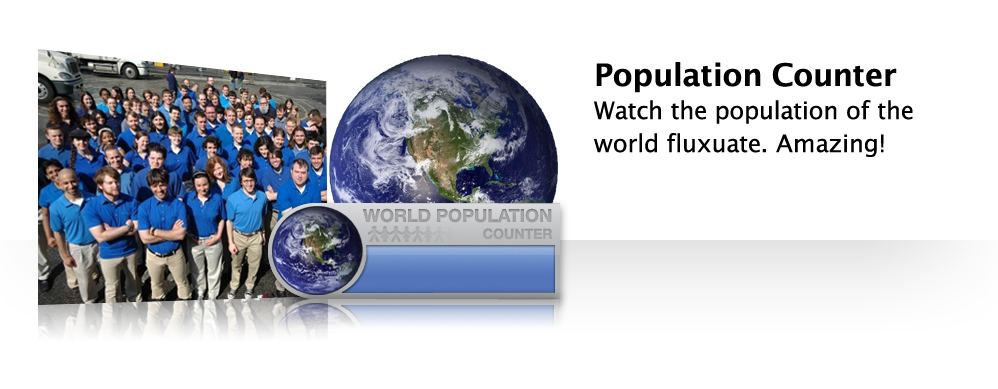 Population Counter
Watch the population of the
world fluxuate. Amazing!
WORLD POPULATION
COUNTER